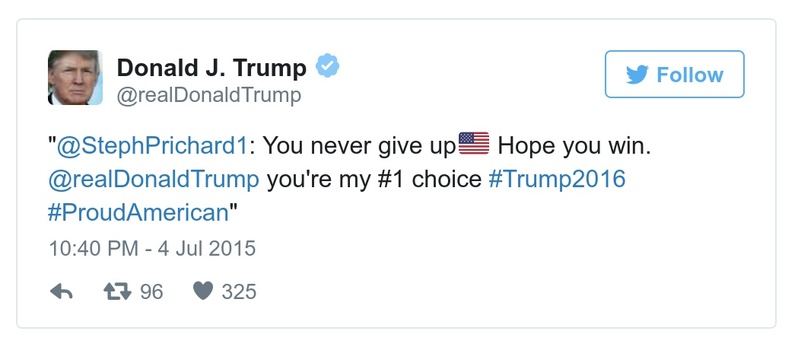 Donald J. Trump
@realDonaldTrump
Follow
"@StephPrichard1: You never give up🇺🇸 Hope you win.
@realDonaldTrump you're my #1 choice #Trump2016
#ProudAmerican"
10:40 PM - 4 Jul 2015
96 325